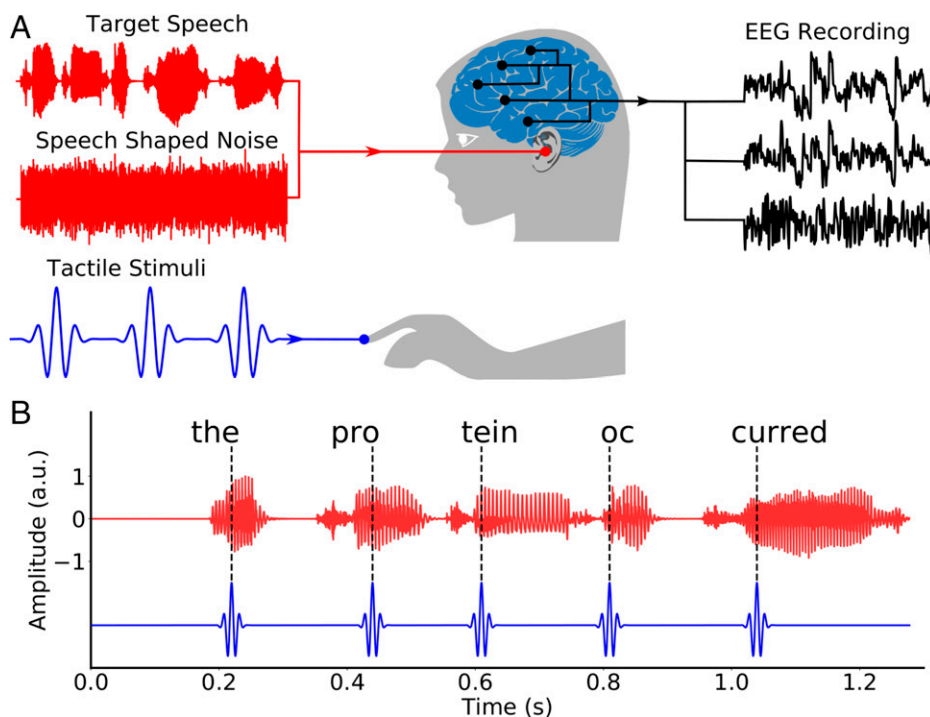 A
Target Speech
EEG Recording
Speech Shaped Noise
Tactile Stimuli
B
the pro tein oc curred
Amplitude (a.u.)
1
0
−1
0.0 0.2 0.4 0.6 0.8 1.0 1.2
Time (s)